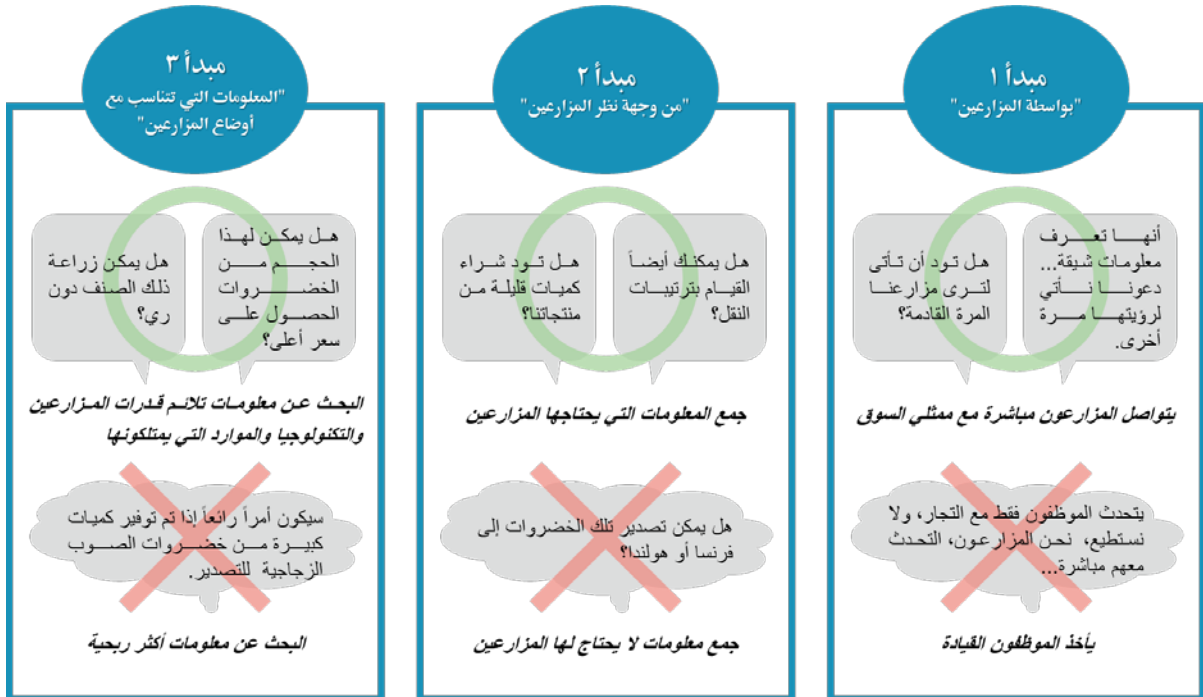 مبدأ ١
"بواسطة المزارعين"
أنها تعرف
معلومات شيقة...
دعونا نأتي
لرؤيتها مرة
أخرى.
هل تود أن تأتى
لترى مزارعنا
المرة القادمة؟
يتواصل المزارعون مباشرة مع ممثلي السوق
يتحدث الموظفون فقط مع التجار، ولا
نستطيع، نحن المزارعون، التحدث
معهم مباشرة...
يأخذ الموظفون القيادة
مبدأ ٢
"من وجهة نظر المزارعين"
هل يمكنك أيضاً
القيام بترتيبات
النقل؟
هل تود شراء
كميات قليلة من
منتجاتنا؟
جمع المعلومات التي يحتاجها المزارعين
هل يمكن تصدير تلك الخضروات إلى
فرنسا أو هولندا؟
جمع معلومات لا يحتاج لها المزارعين
مبدأ ٣
"المعلومات التي تتناسب مع
أوضاع المزارعين"
هل يمكن لهذا
الحجم من
الخضروات
الحصول على
سعر أعلى؟
هل يمكن زراعة
ذلك الصنف دون
ري؟
البحث عن معلومات تلائم قدرات المزارعين
والتكنولوجيا والموارد التي يمتلكونها
سيكون أمراً رائعاً إذا تم توفير كميات
كبيرة من خضروات الصوب
الزجاجية للتصدير.
البحث عن معلومات أكثر ربحية